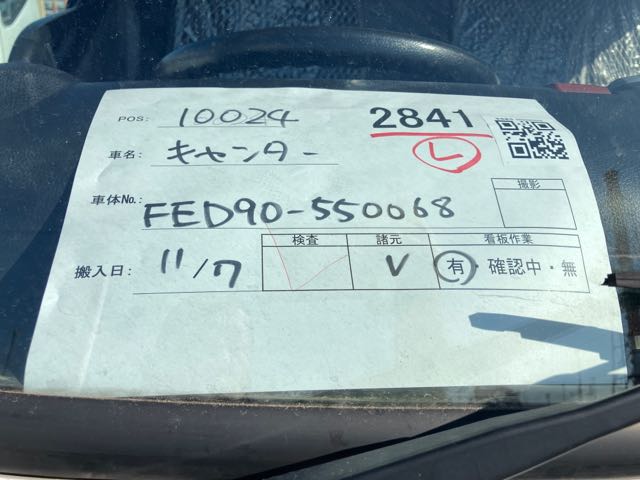 POS: 10024 2841
レ
車名: キャンター
車体No.: FED90-550068 撮影
搬入日: 11/7 検査 諸元 V 看板作業 有・確認中・無